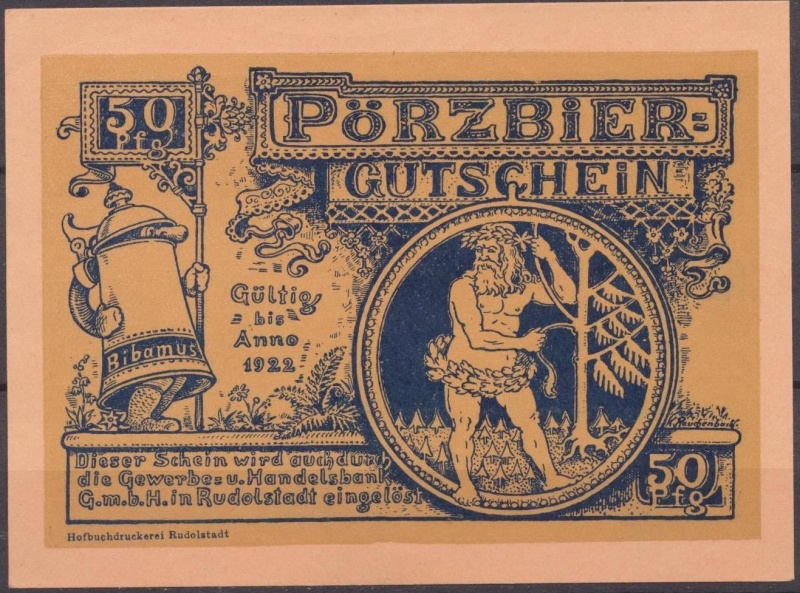 50
Pfg
PÖRZBiER=
GUTSCHEiN
Gültig
= bis =
Anno
1922
Bibamus
Dieser Schein wird auch durch
die Gewerbe= u. Handelsbank
G.m.b.H. in Rudolstadt eingelöst
50
Pfg
Hofbuchdruckerei Rudolstadt